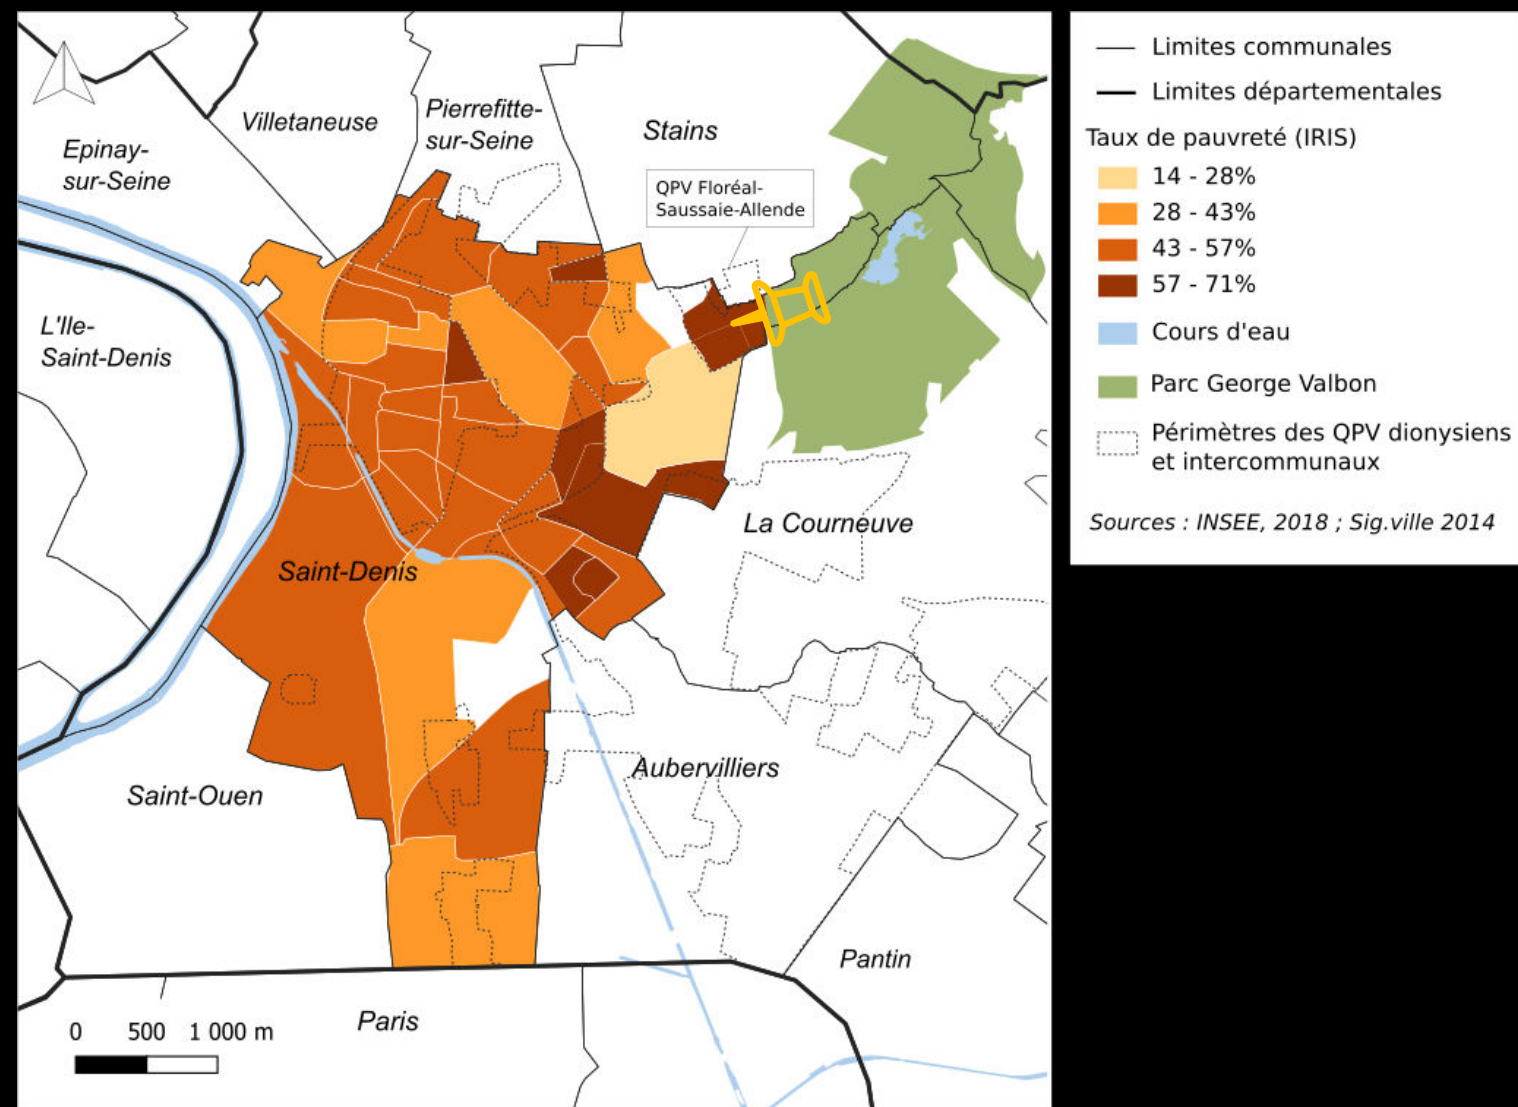 Villetaneuse
Pierrefitte-
sur-Seine
Stains
Epinay-
sur-Seine
QPV Floréal-
Saussaie-Allende
L'Ile-
Saint-Denis
La Courneuve
Saint-Denis
Aubervilliers
Saint-Ouen
Pantin
Paris
0 500 1 000 m
Limites communales
Limites départementales
Taux de pauvreté (IRIS)
14 - 28%
28 - 43%
43 - 57%
57 - 71%
Cours d'eau
Parc George Valbon
Périmètres des QPV dionysiens
et intercommunaux
Sources : INSEE, 2018 ; Sig.ville 2014